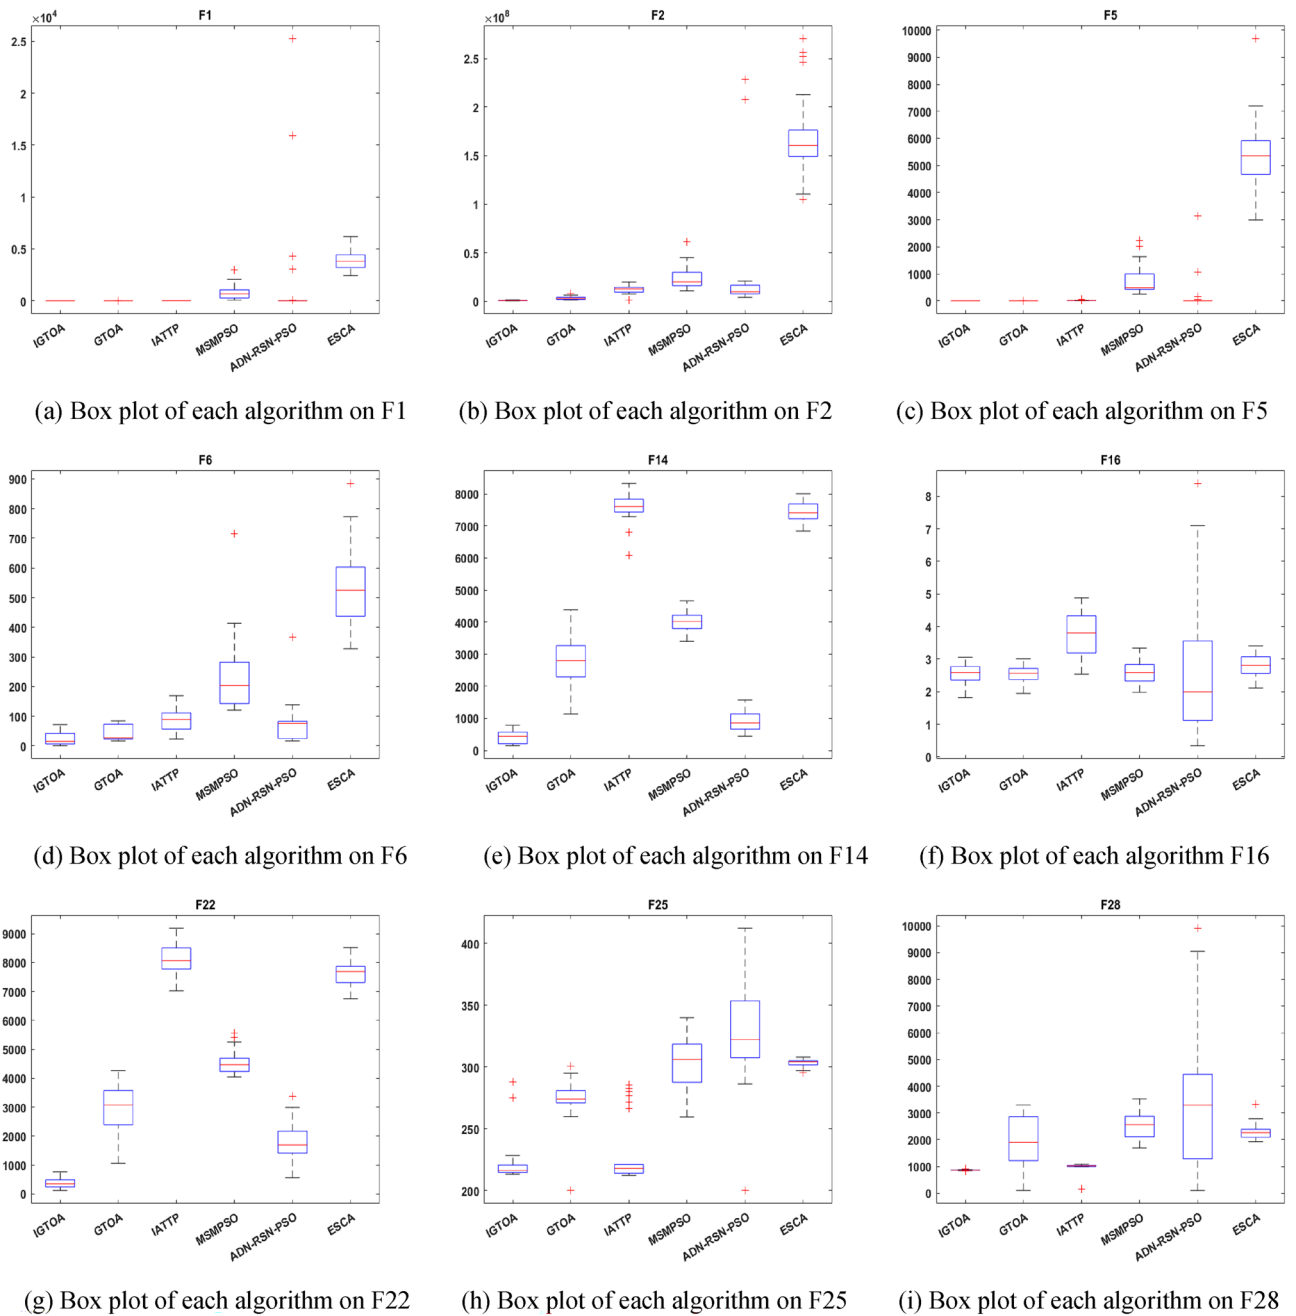 F1
×10^4
2.5
2
1.5
1
0.5
0
IGTOA
GTOA
IATTP
MSMPSO
ADN-RSN-PSO
ESCA
(a) Box plot of each algorithm on F1
F2
×10^8
2.5
2
1.5
1
0.5
0
IGTOA
GTOA
IATTP
MSMPSO
ADN-RSN-PSO
ESCA
(b) Box plot of each algorithm on F2
F5
10000
9000
8000
7000
6000
5000
4000
3000
2000
1000
0
IGTOA
GTOA
IATTP
MSMPSO
ADN-RSN-PSO
ESCA
(c) Box plot of each algorithm on F5
F6
900
800
700
600
500
400
300
200
100
0
IGTOA
GTOA
IATTP
MSMPSO
ADN-RSN-PSO
ESCA
(d) Box plot of each algorithm on F6
F14
8000
7000
6000
5000
4000
3000
2000
1000
0
IGTOA
GTOA
IATTP
MSMPSO
ADN-RSN-PSO
ESCA
(e) Box plot of each algorithm on F14
F16
8
7
6
5
4
3
2
1
0
IGTOA
GTOA
IATTP
MSMPSO
ADN-RSN-PSO
ESCA
(f) Box plot of each algorithm F16
F22
9000
8000
7000
6000
5000
4000
3000
2000
1000
0
IGTOA
GTOA
IATTP
MSMPSO
ADN-RSN-PSO
ESCA
(g) Box plot of each algorithm on F22
F25
400
350
300
250
200
IGTOA
GTOA
IATTP
MSMPSO
ADN-RSN-PSO
ESCA
(h) Box plot of each algorithm on F25
F28
10000
9000
8000
7000
6000
5000
4000
3000
2000
1000
0
IGTOA
GTOA
IATTP
MSMPSO
ADN-RSN-PSO
ESCA
(i) Box plot of each algorithm on F28